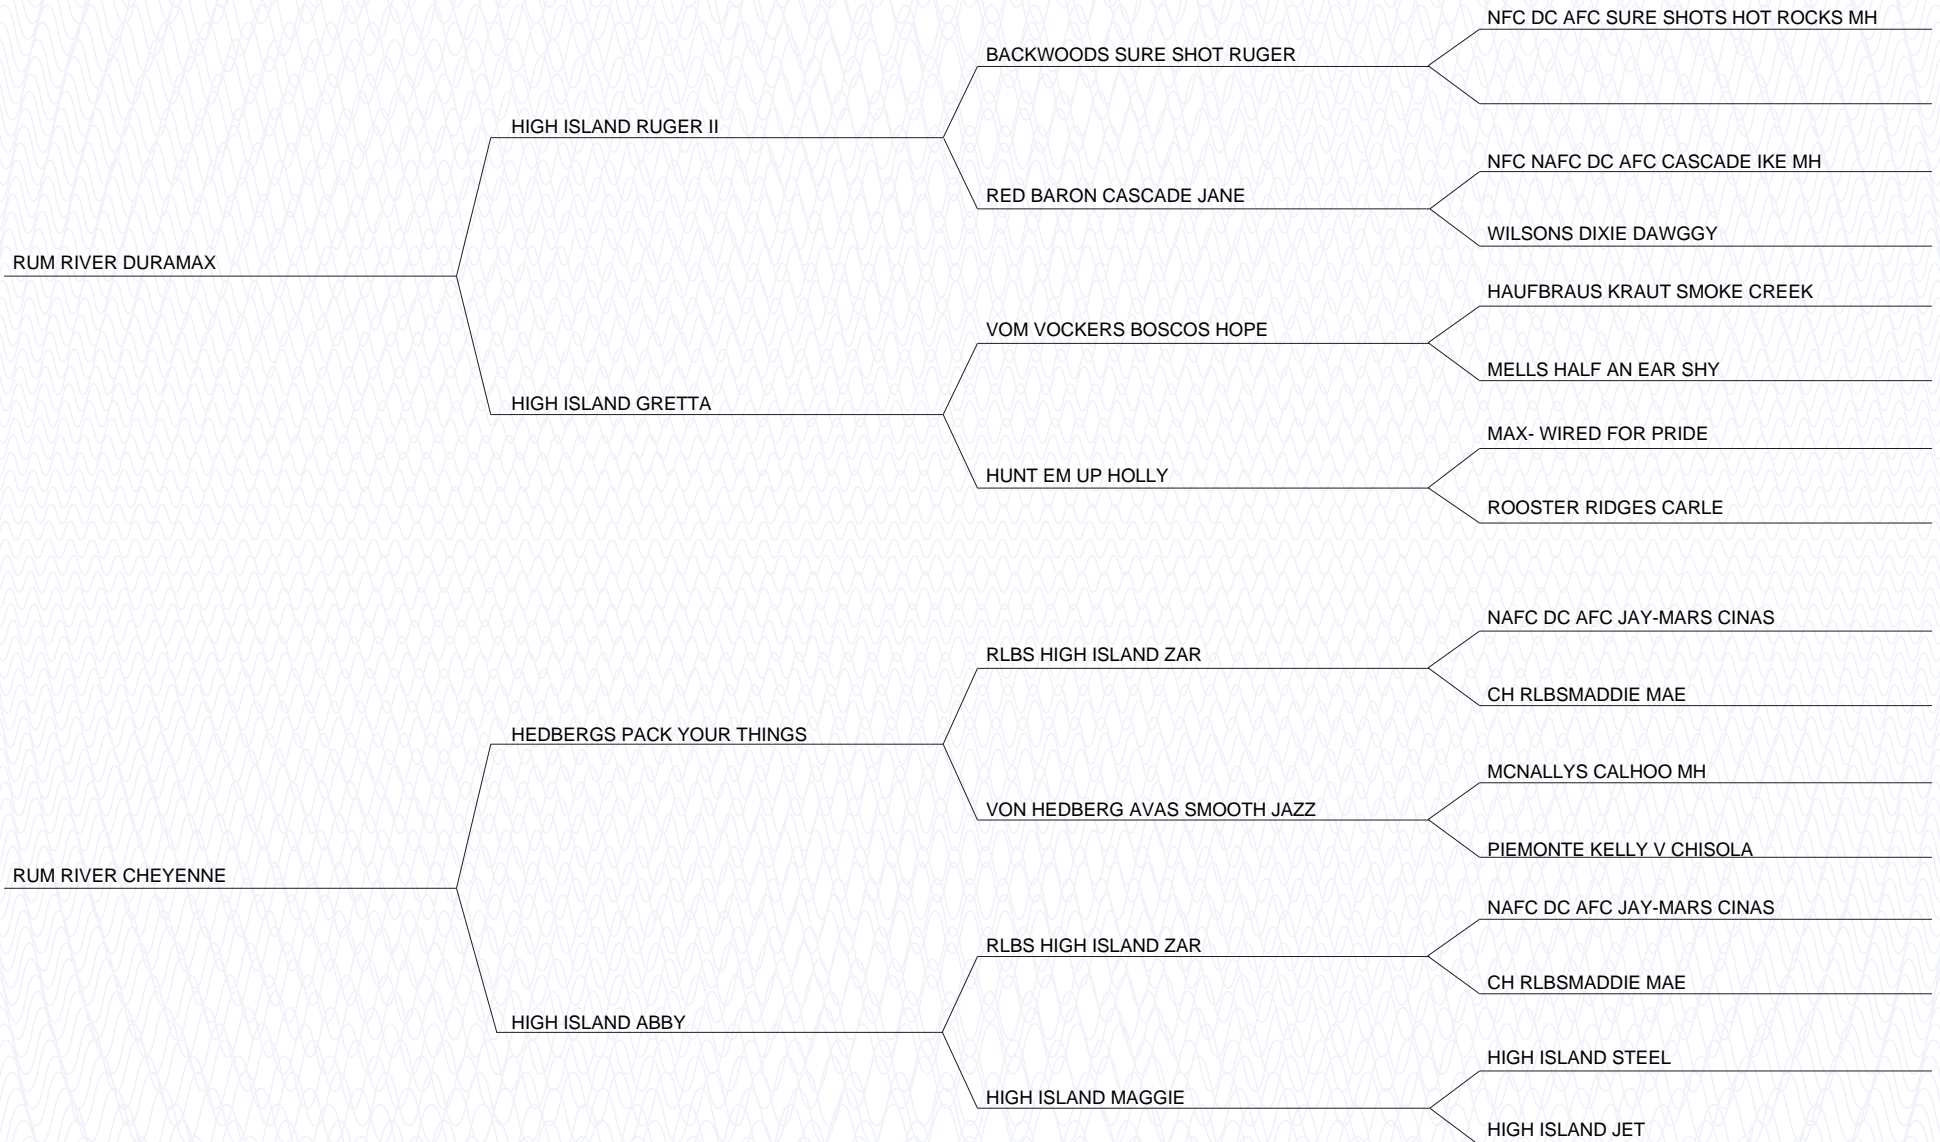 NFC DC AFC SURE SHOTS HOT ROCKS MH
BACKWOODS SURE SHOT RUGER
HIGH ISLAND RUGER II
NFC NAFC DC AFC CASCADE IKE MH
RED BARON CASCADE JANE
WILSONS DIXIE DAWGGY
RUM RIVER DURAMAX
HAUFBRAUS KRAUT SMOKE CREEK
VOM VOCKERS BOSCOS HOPE
MELLS HALF AN EAR SHY
HIGH ISLAND GRETTA
MAX- WIRED FOR PRIDE
HUNT EM UP HOLLY
ROOSTER RIDGES CARLE
NAFC DC AFC JAY-MARS CINAS
RLBS HIGH ISLAND ZAR
CH RLBSMADDIE MAE
HEDBERGS PACK YOUR THINGS
MCNALLYS CALHOO MH
VON HEDBERG AVAS SMOOTH JAZZ
PIEMONTE KELLY V CHISOLA
RUM RIVER CHEYENNE
NAFC DC AFC JAY-MARS CINAS
RLBS HIGH ISLAND ZAR
CH RLBSMADDIE MAE
HIGH ISLAND ABBY
HIGH ISLAND STEEL
HIGH ISLAND MAGGIE
HIGH ISLAND JET